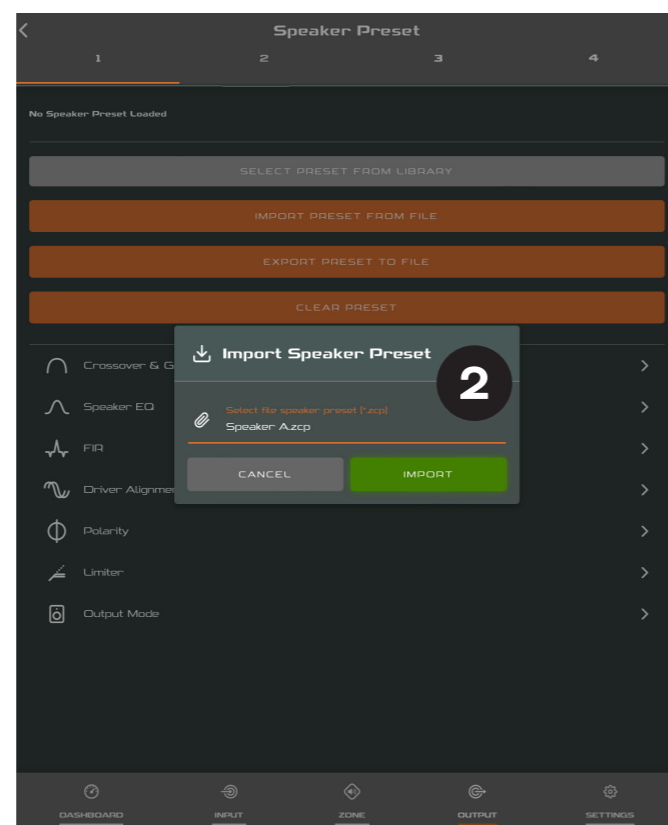 Speaker Preset
1 2 3 4
No Speaker Preset Loaded
SELECT PRESET FROM LIBRARY
IMPORT PRESET FROM FILE
EXPORT PRESET TO FILE
CLEAR PRESET
Import Speaker Preset
2
Select file speaker preset (*.zcp)
Speaker A.zcp
CANCEL IMPORT
Crossover & G
Speaker EQ
FIR
Driver Alignme
Polarity
Limiter
Output Mode
DASHBOARD INPUT ZONE OUTPUT SETTINGS